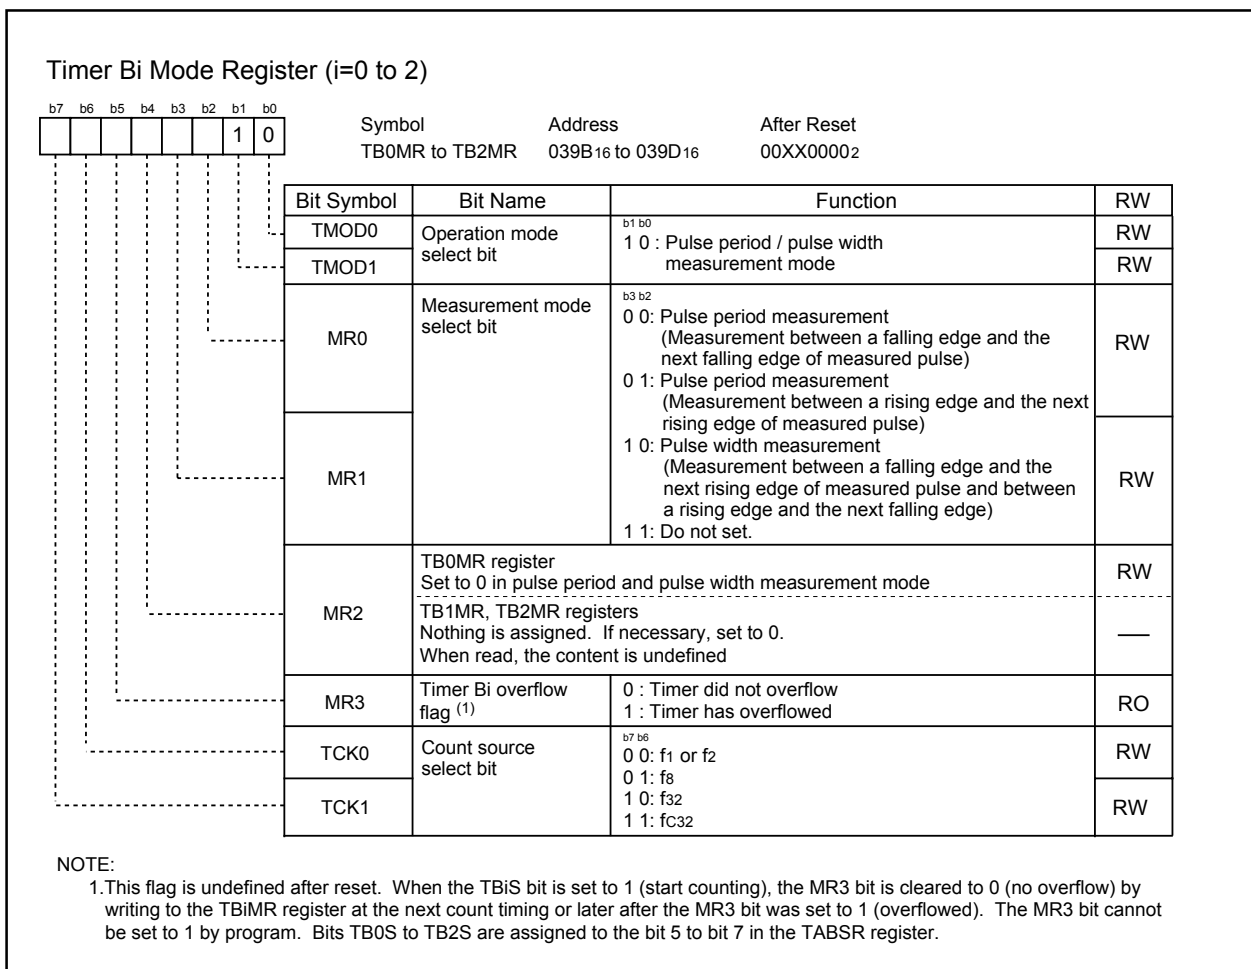 Timer Bi Mode Register (i=0 to 2)
b7 b6 b5 b4 b3 b2 b1 b0
1 0
Symbol Address After Reset
TB0MR to TB2MR 039B16 to 039D16 00XX00002
Bit Symbol Bit Name Function RW
TMOD0 Operation mode select bit b1 b0 RW
1 0 : Pulse period / pulse width
TMOD1 measurement mode RW
MR0 Measurement mode select bit b3 b2 RW
0 0: Pulse period measurement
(Measurement between a falling edge and the
next falling edge of measured pulse)
0 1: Pulse period measurement
(Measurement between a rising edge and the next
rising edge of measured pulse)
MR1 1 0: Pulse width measurement RW
(Measurement between a falling edge and the
next rising edge of measured pulse and between
a rising edge and the next falling edge)
1 1: Do not set.
MR2 TB0MR register RW
Set to 0 in pulse period and pulse width measurement mode
TB1MR, TB2MR registers
Nothing is assigned. If necessary, set to 0. —
When read, the content is undefined
MR3 Timer Bi overflow flag (1) 0 : Timer did not overflow RO
1 : Timer has overflowed
TCK0 Count source select bit b7 b6 RW
0 0: f1 or f2
0 1: f8
TCK1 1 0: f32 RW
1 1: fC32
NOTE:
1.This flag is undefined after reset. When the TBiS bit is set to 1 (start counting), the MR3 bit is cleared to 0 (no overflow) by
writing to the TBiMR register at the next count timing or later after the MR3 bit was set to 1 (overflowed). The MR3 bit cannot
be set to 1 by program. Bits TB0S to TB2S are assigned to the bit 5 to bit 7 in the TABSR register.